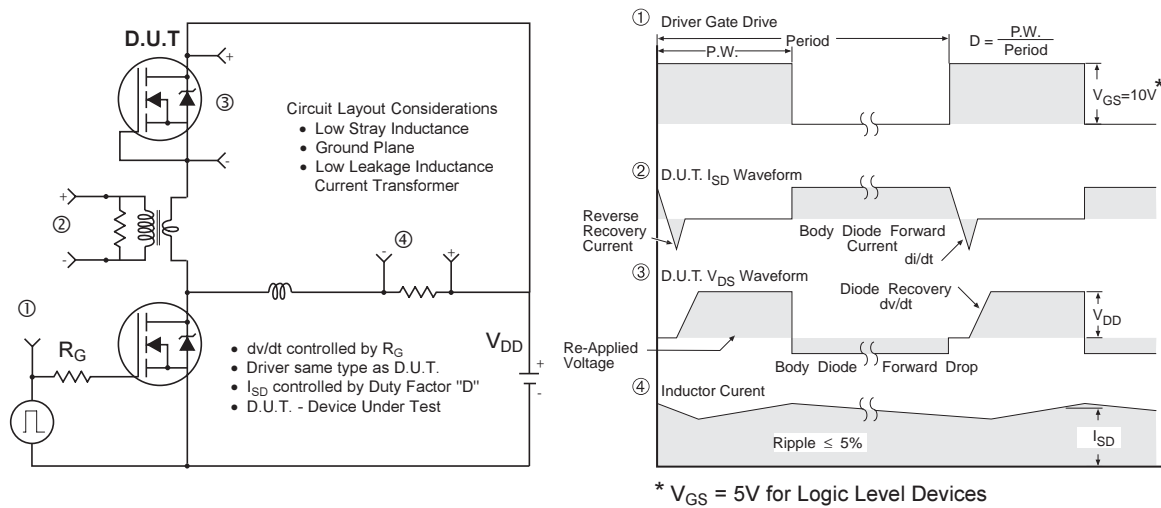 D.U.T
+
③
-
Circuit Layout Considerations
• Low Stray Inductance
• Ground Plane
• Low Leakage Inductance
Current Transformer
+
②
-
④
- +
①
R_G
V_DD
+
-
• dv/dt controlled by R_G
• Driver same type as D.U.T.
• I_SD controlled by Duty Factor "D"
• D.U.T. - Device Under Test
① Driver Gate Drive
P.W.
Period
D = P.W. / Period
V_GS=10V *
② D.U.T. I_SD Waveform
Reverse
Recovery
Current
Body Diode Forward
Current
di/dt
③ D.U.T. V_DS Waveform
Diode Recovery
dv/dt
V_DD
Re-Applied
Voltage
Body Diode Forward Drop
④ Inductor Curent
Ripple ≤ 5%
I_SD
* V_GS = 5V for Logic Level Devices